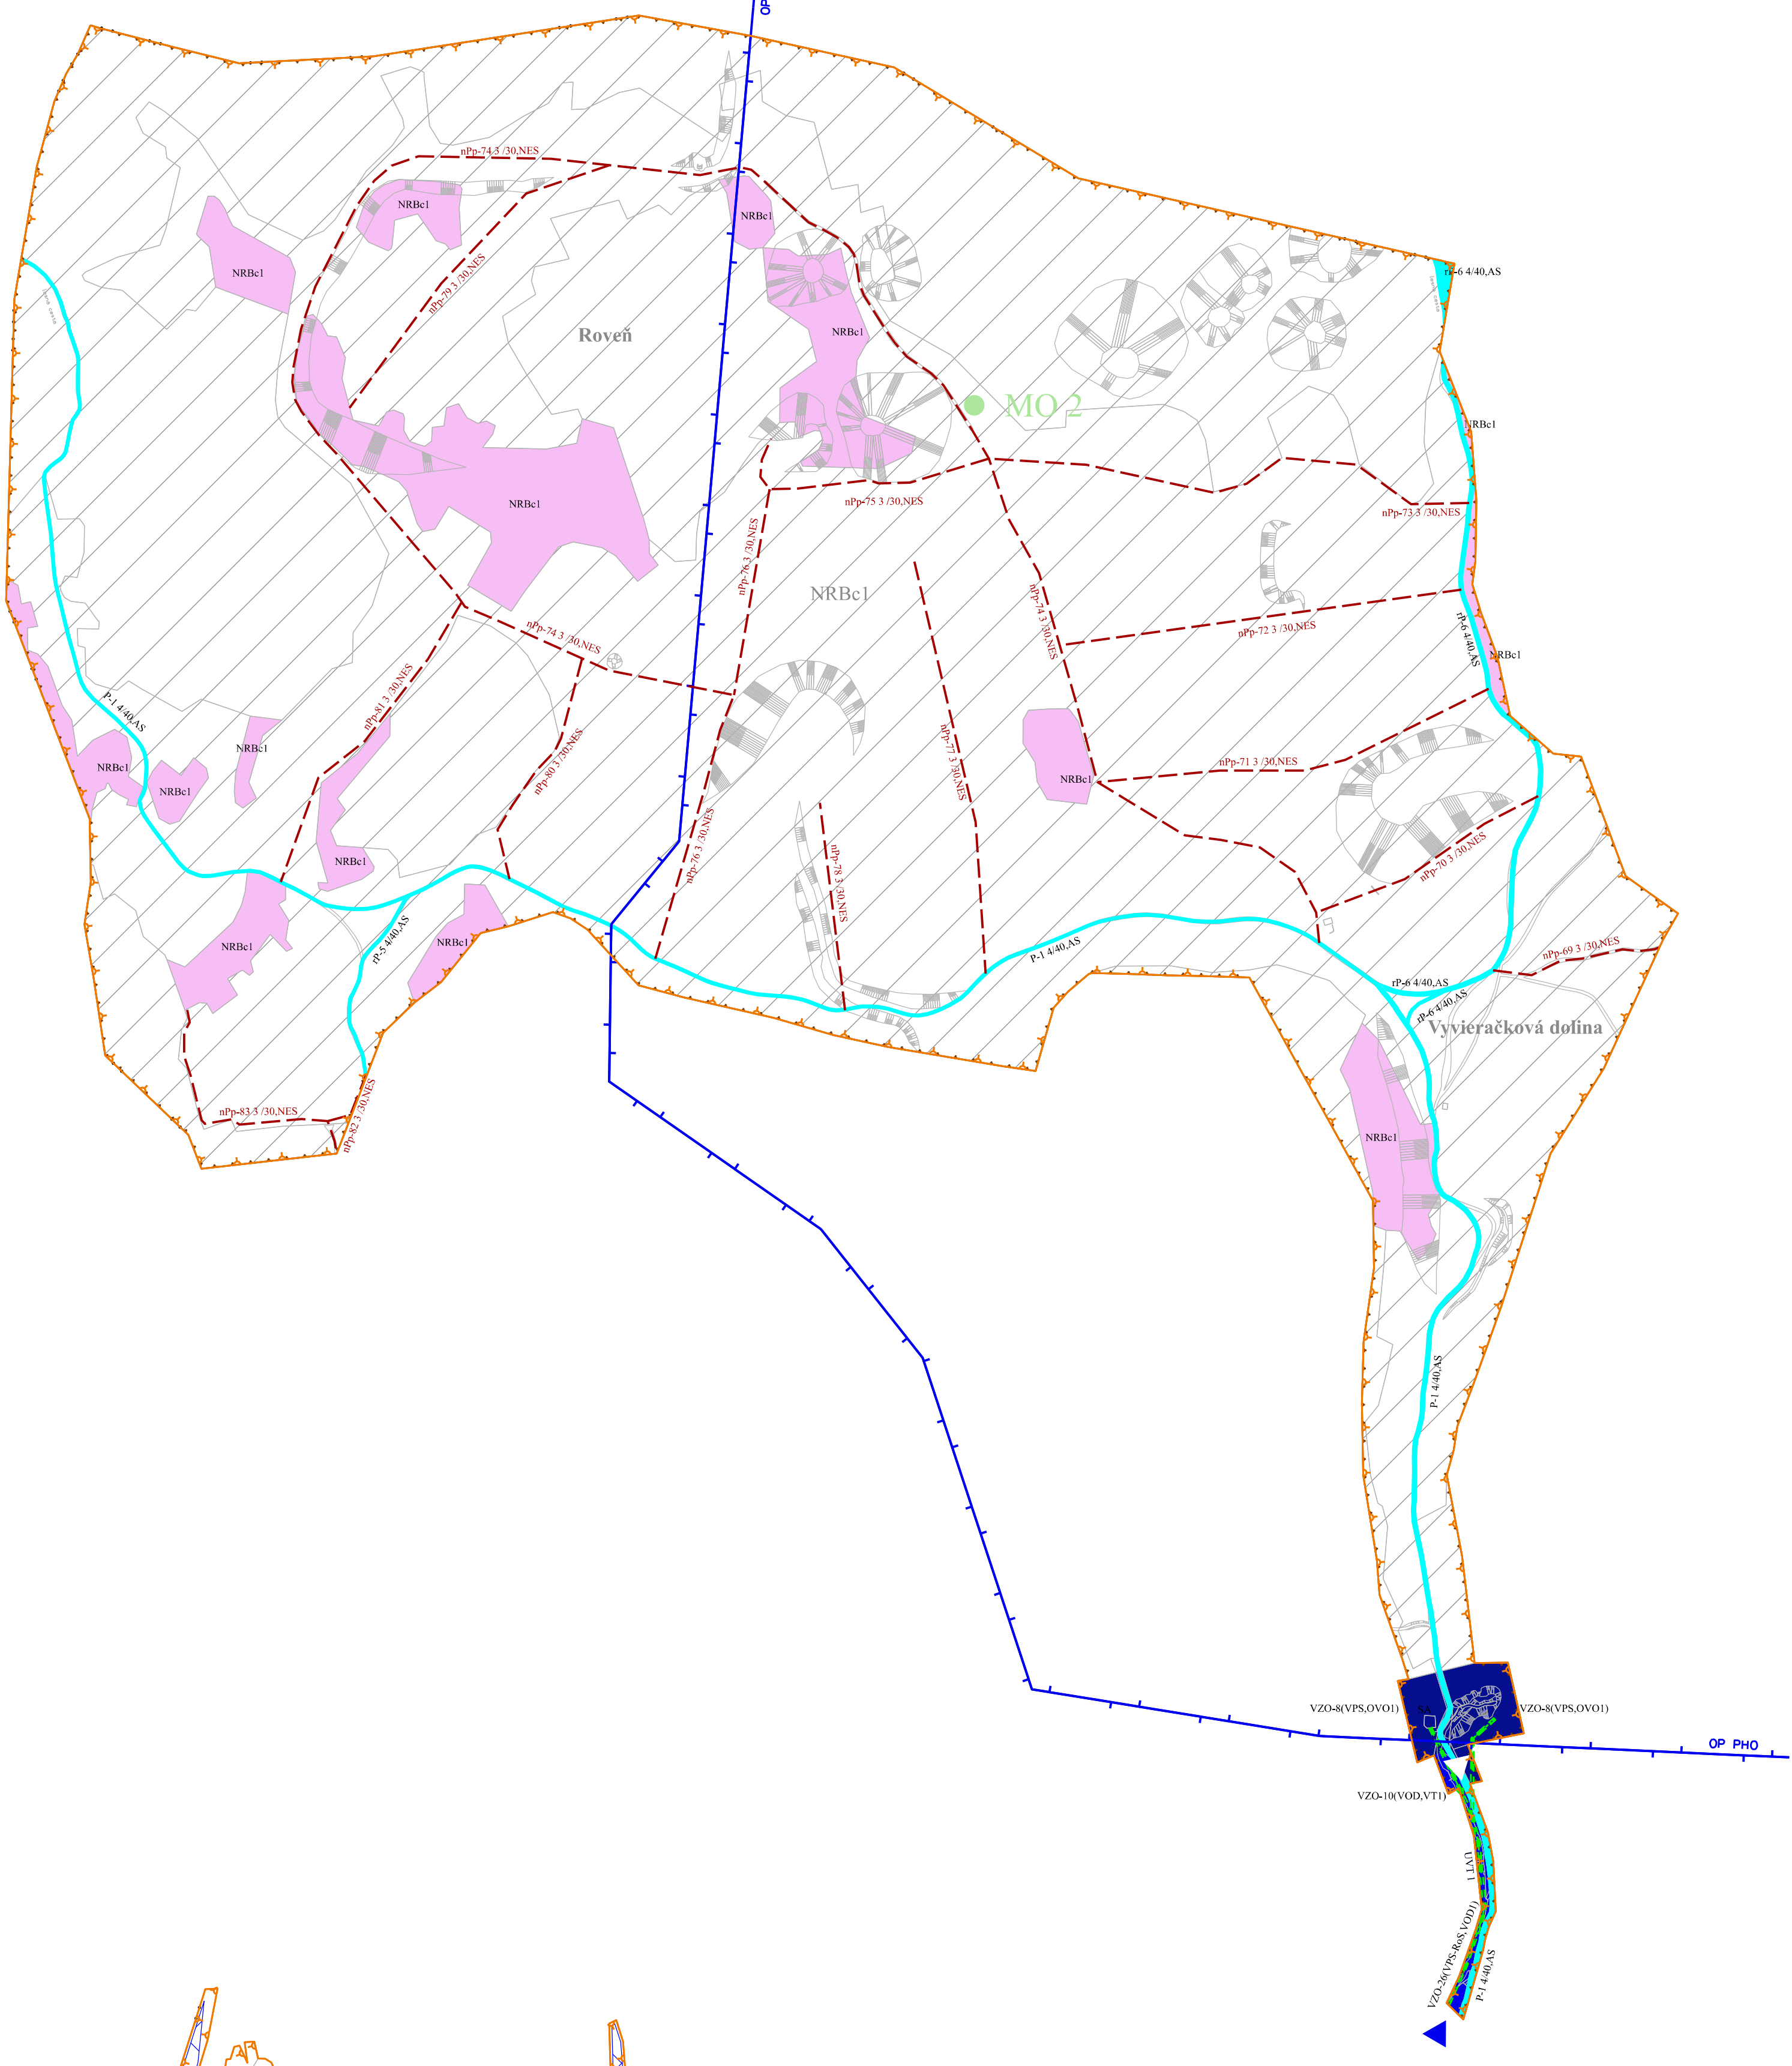 OP
nPp-74 3 /30,NES
NRBc1
NRBc1
NRBc1
nPp-79 3 /30,NES
rP-6 4/40,AS
Roveň
NRBc1
MO 2
NRBc1
NRBc1
nPp-75 3 /30,NES
nPp-73 3 /30,NES
nPp-76 3 /30,NES
NRBc1
nPp-74 3 /30,NES
nPp-74 3 /30,NES
nPp-72 3 /30,NES
rP-6 4/40,AS
NRBc1
P-1 4/40,AS
nPp-81 3 /30,NES
NRBc1
NRBc1
NRBc1
nPp-80 3 /30,NES
nPp-77 3 /30,NES
NRBc1
nPp-71 3 /30,NES
NRBc1
nPp-76 3 /30,NES
nPp-78 3 /30,NES
nPp-70 3 /30,NES
NRBc1
rP-5 4/40,AS
NRBc1
P-1 4/40,AS
nPp-69 3 /30,NES
rP-6 4/40,AS
rP-6 4/40,AS
Vyvieračková dolina
nPp-83 3 /30,NES
nPp-82 3 /30,NES
NRBc1
P-1 4/40,AS
VZO-8(VPS,OVO1)
SA
VZO-8(VPS,OVO1)
OP PHO
VZO-10(VOD,VT1)
UVT 1
VZO-26(VPS-RoS,VOD1)
P-1 4/40,AS